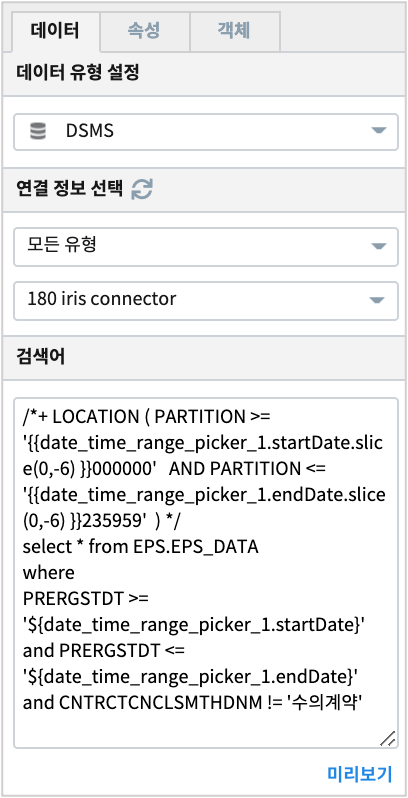 데이터 속성 객체
데이터 유형 설정
DSMS
연결 정보 선택
모든 유형
180 iris connector
검색어
/*+ LOCATION ( PARTITION >=
'{{date_time_range_picker_1.startDate.slic
e(0,-6) }}000000'   AND PARTITION <=
'{{date_time_range_picker_1.endDate.slice
(0,-6) }}235959'  ) */
select * from EPS.EPS_DATA
where
PRERGSTDT >=
'${date_time_range_picker_1.startDate}'
and PRERGSTDT <=
'${date_time_range_picker_1.endDate}'
and CNTRCTCNCLSMTHDNM != '수의계약'
미리보기